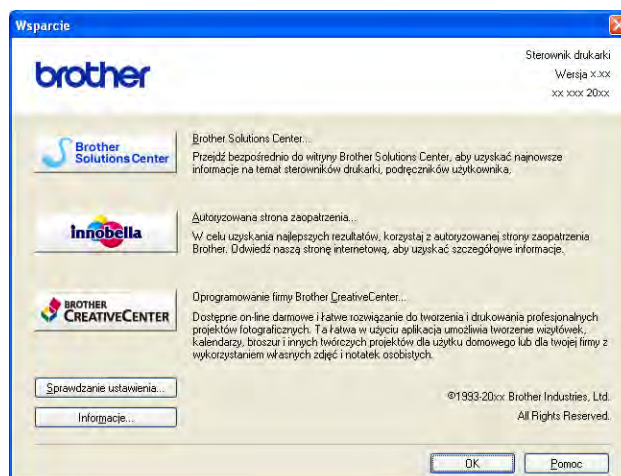 Wsparcie
brother
Sterownik drukarki
Wersja x.xx
xx xxx 20xx
Brother
Solutions Center
Brother Solutions Center...
Przejdź bezpośrednio do witryny Brother Solutions Center, aby uzyskać najnowsze
informacje na temat sterowników drukarki, podręczników użytkownika,
innobella
Autoryzowana strona zaopatrzenia...
W celu uzyskania najlepszych rezultatów, korzystaj z autoryzowanej strony zaopatrzenia
Brother. Odwiedź naszą stronę internetową, aby uzyskać szczegółowe informacje.
BROTHER
CREATIVECENTER
Oprogramowanie firmy Brother CreativeCenter...
Dostępne on-line darmowe i łatwe rozwiązanie do tworzenia i drukowania profesjonalnych
projektów fotograficznych. Ta łatwa w użyciu aplikacja umożliwia tworzenie wizytówek,
kalendarzy, broszur i innych twórczych projektów dla użytku domowego lub dla twojej firmy z
wykorzystaniem własnych zdjęć i notatek osobistych.
Sprawdzanie ustawienia...
Informacje...
©1993-20xx Brother Industries, Ltd.
All Rights Reserved.
OK
Pomoc